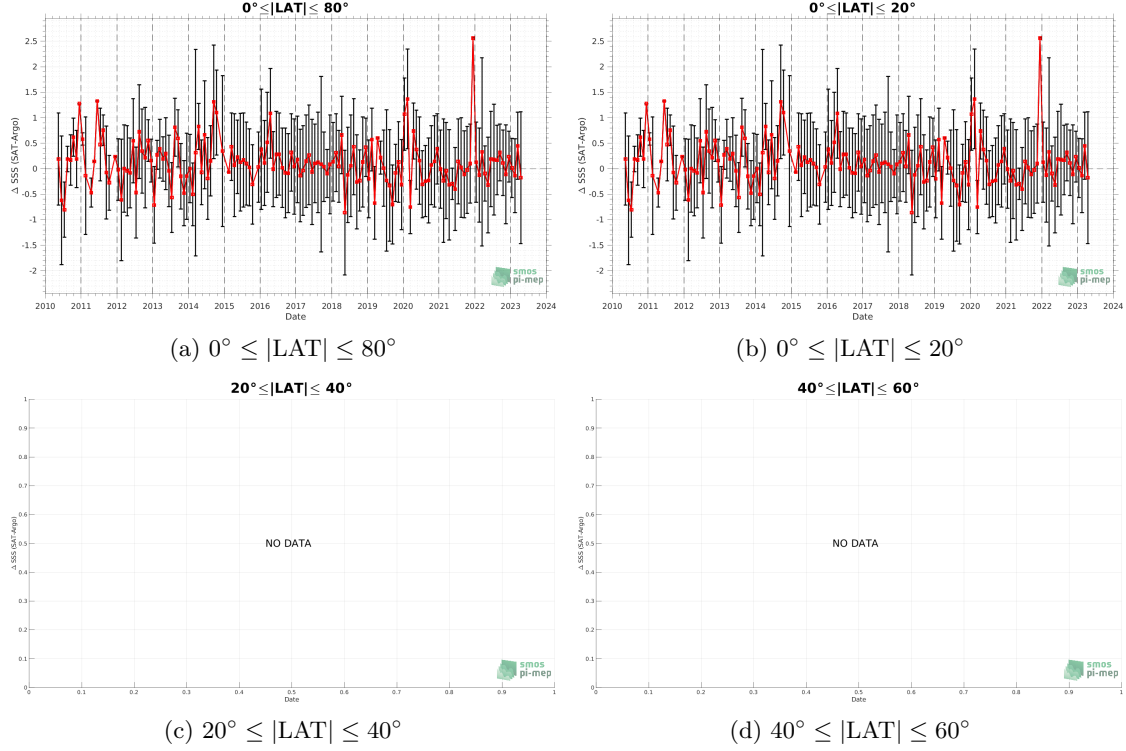 0°≤|LAT|≤ 80°
2.5
2
1.5
1
0.5
0
-0.5
-1
-1.5
-2
Δ SSS (SAT-Argo)
2010 2011 2012 2013 2014 2015 2016 2017 2018 2019 2020 2021 2022 2023 2024
Date
smos
pi-mep
(a) 0° ≤ |LAT| ≤ 80°
0°≤|LAT|≤ 20°
2.5
2
1.5
1
0.5
0
-0.5
-1
-1.5
-2
Δ SSS (SAT-Argo)
2010 2011 2012 2013 2014 2015 2016 2017 2018 2019 2020 2021 2022 2023 2024
Date
smos
pi-mep
(b) 0° ≤ |LAT| ≤ 20°
20°≤|LAT|≤ 40°
1
0.9
0.8
0.7
0.6
0.5
0.4
0.3
0.2
0.1
0
Δ SSS (SAT-Argo)
NO DATA
0 0.1 0.2 0.3 0.4 0.5 0.6 0.7 0.8 0.9 1
Date
smos
pi-mep
(c) 20° ≤ |LAT| ≤ 40°
40°≤|LAT|≤ 60°
1
0.9
0.8
0.7
0.6
0.5
0.4
0.3
0.2
0.1
0
Δ SSS (SAT-Argo)
NO DATA
0 0.1 0.2 0.3 0.4 0.5 0.6 0.7 0.8 0.9 1
Date
smos
pi-mep
(d) 40° ≤ |LAT| ≤ 60°